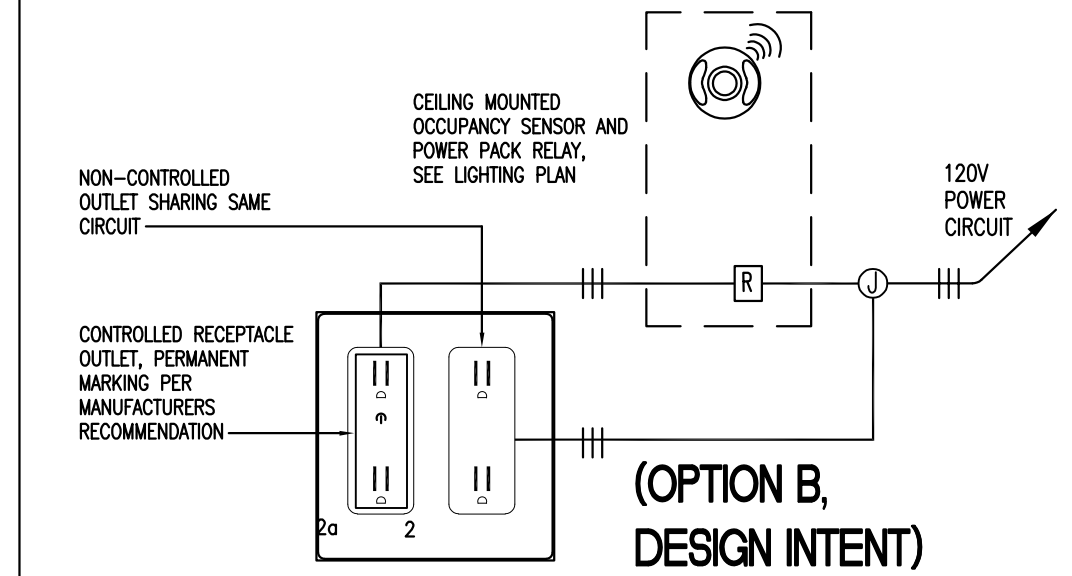 CEILING MOUNTED
OCCUPANCY SENSOR AND
POWER PACK RELAY,
SEE LIGHTING PLAN
NON-CONTROLLED
OUTLET SHARING SAME
CIRCUIT
120V
POWER
CIRCUIT
R
J
CONTROLLED RECEPTACLE
OUTLET, PERMANENT
MARKING PER
MANUFACTURERS
RECOMMENDATION
2a
2
(OPTION B,
DESIGN INTENT)